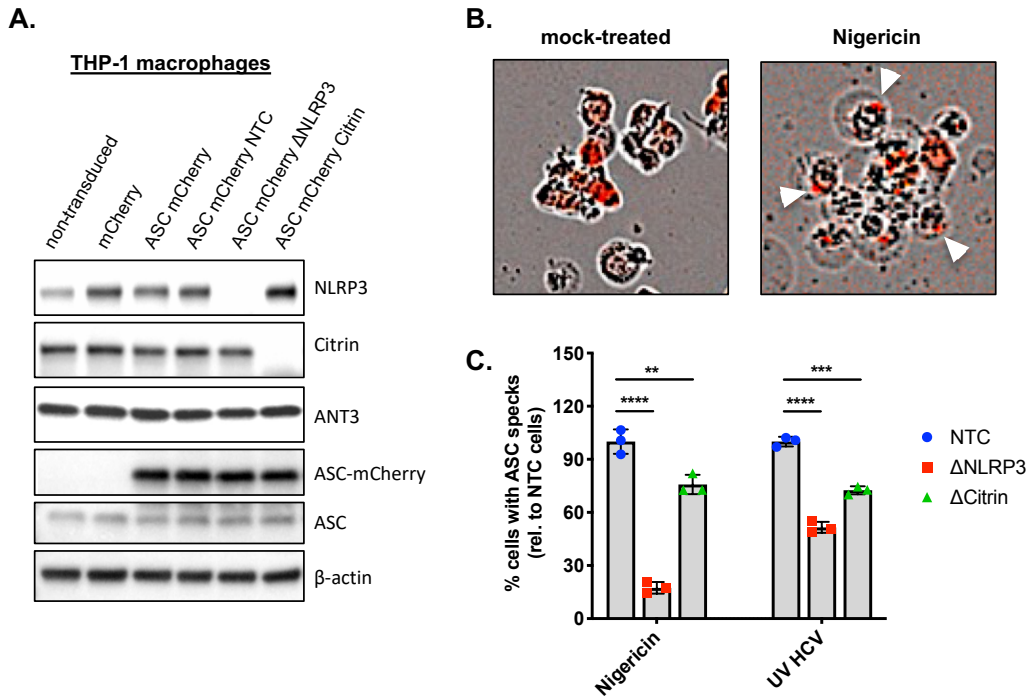 A.
THP-1 macrophages
non-transduced
mCherry
ASC mCherry
ASC mCherry NTC
ASC mCherry ΔNLRP3
ASC mCherry Citrin
NLRP3
Citrin
ANT3
ASC-mCherry
ASC
β-actin
B.
mock-treated
Nigericin
C.
% cells with ASC specks
(rel. to NTC cells)
150
120
90
60
30
0
**
****
***
****
Nigericin
UV HCV
NTC
ΔNLRP3
ΔCitrin